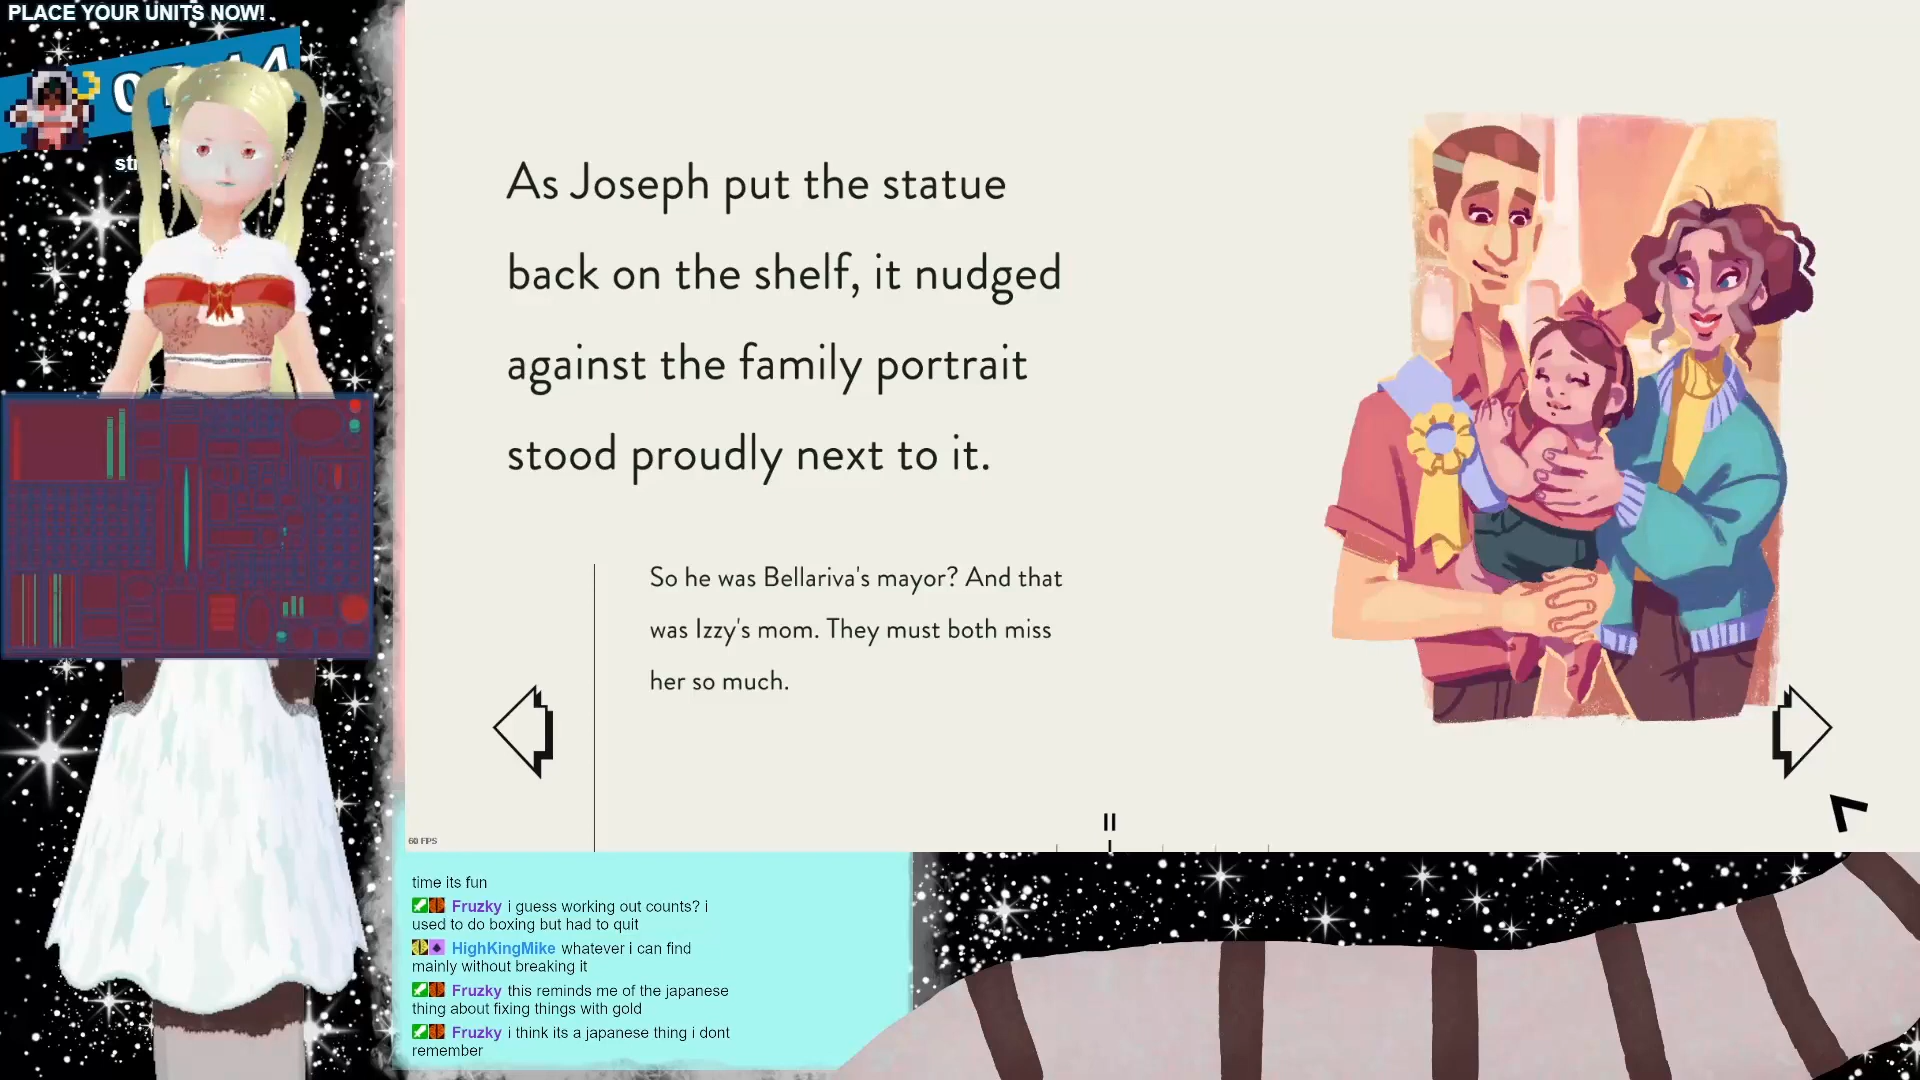 PLACE YOUR UNITS NOW!
As Joseph put the statue
back on the shelf, it nudged
against the family portrait
stood proudly next to it.
So he was Bellariva's mayor? And that
was Izzy's mom. They must both miss
her so much.
60 FPS
time its fun
Fruzky i guess working out counts? i
used to do boxing but had to quit
HighKingMike whatever i can find
mainly without breaking it
Fruzky this reminds me of the japanese
thing about fixing things with gold
Fruzky i think its a japanese thing i dont
remember